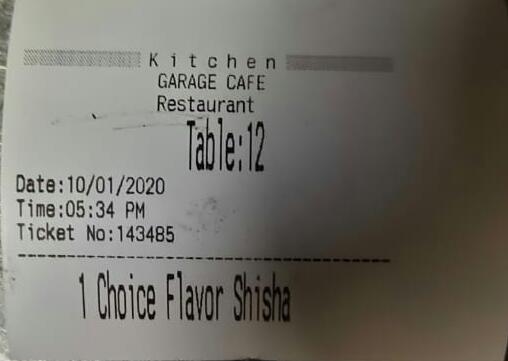 Kitchen
GARAGE CAFE
Restaurant
Table:12
Date:10/01/2020
Time:05:34 PM
Ticket No:143485
1 Choice Flavor Shisha